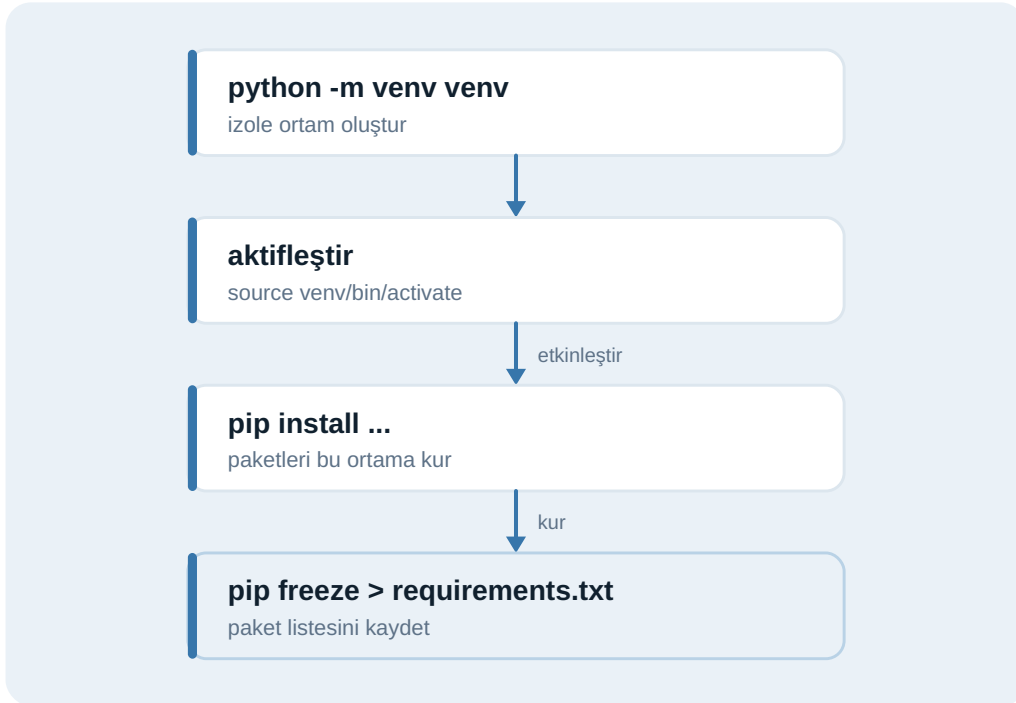 python -m venv venv
izole ortam oluştur
aktifleştir
source venv/bin/activate
etkinleştir
pip install ...
paketleri bu ortama kur
kur
pip freeze > requirements.txt
paket listesini kaydet